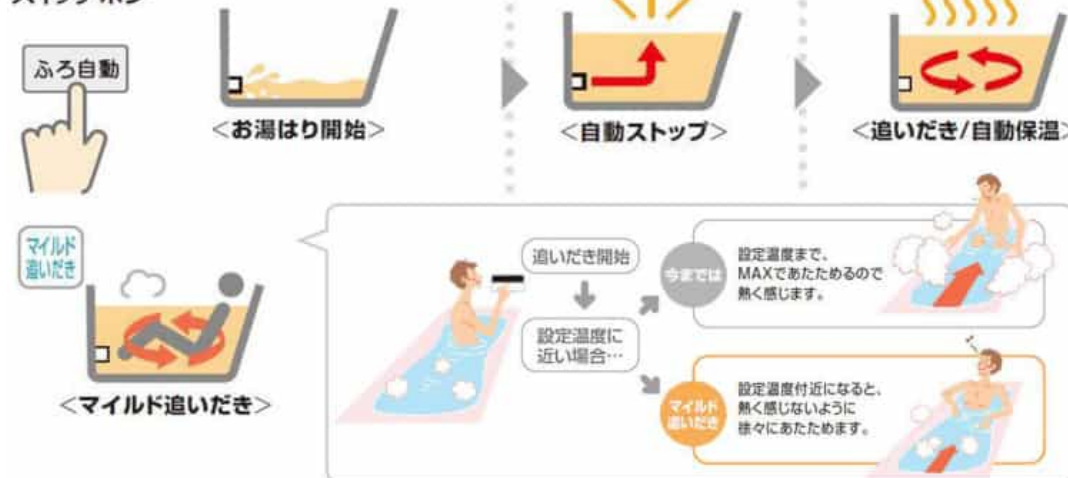 ふろ自動
<お湯はり開始>
<自動ストップ>
<追いだき/自動保温>
マイルド
追いだき
<マイルド追いだき>
追いだき開始
設定温度に
近い場合…
今までは
設定温度まで、
MAXであたためるので
熱く感じます。
マイルド
追いだき
設定温度付近になると、
熱く感じないように
徐々にあたためます。